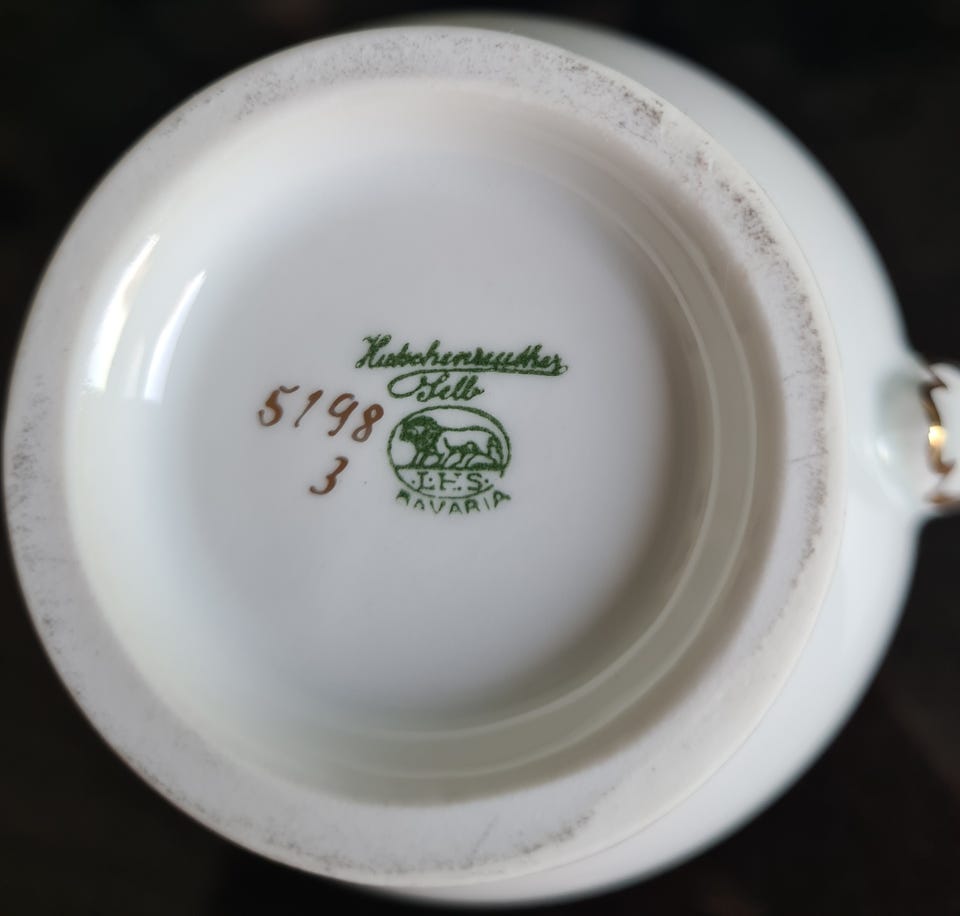 Hutschenreuther
Selb
5198
3
L.H.S.
BAVARIA